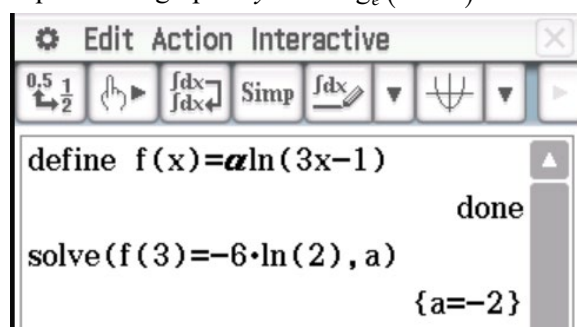 Edit Action Interactive
0.5 1 2 ∫dx ∫dx Simp ∫dx
define f(x)=aln(3x-1)
done
solve(f(3)=-6·ln(2),a)
{a=-2}